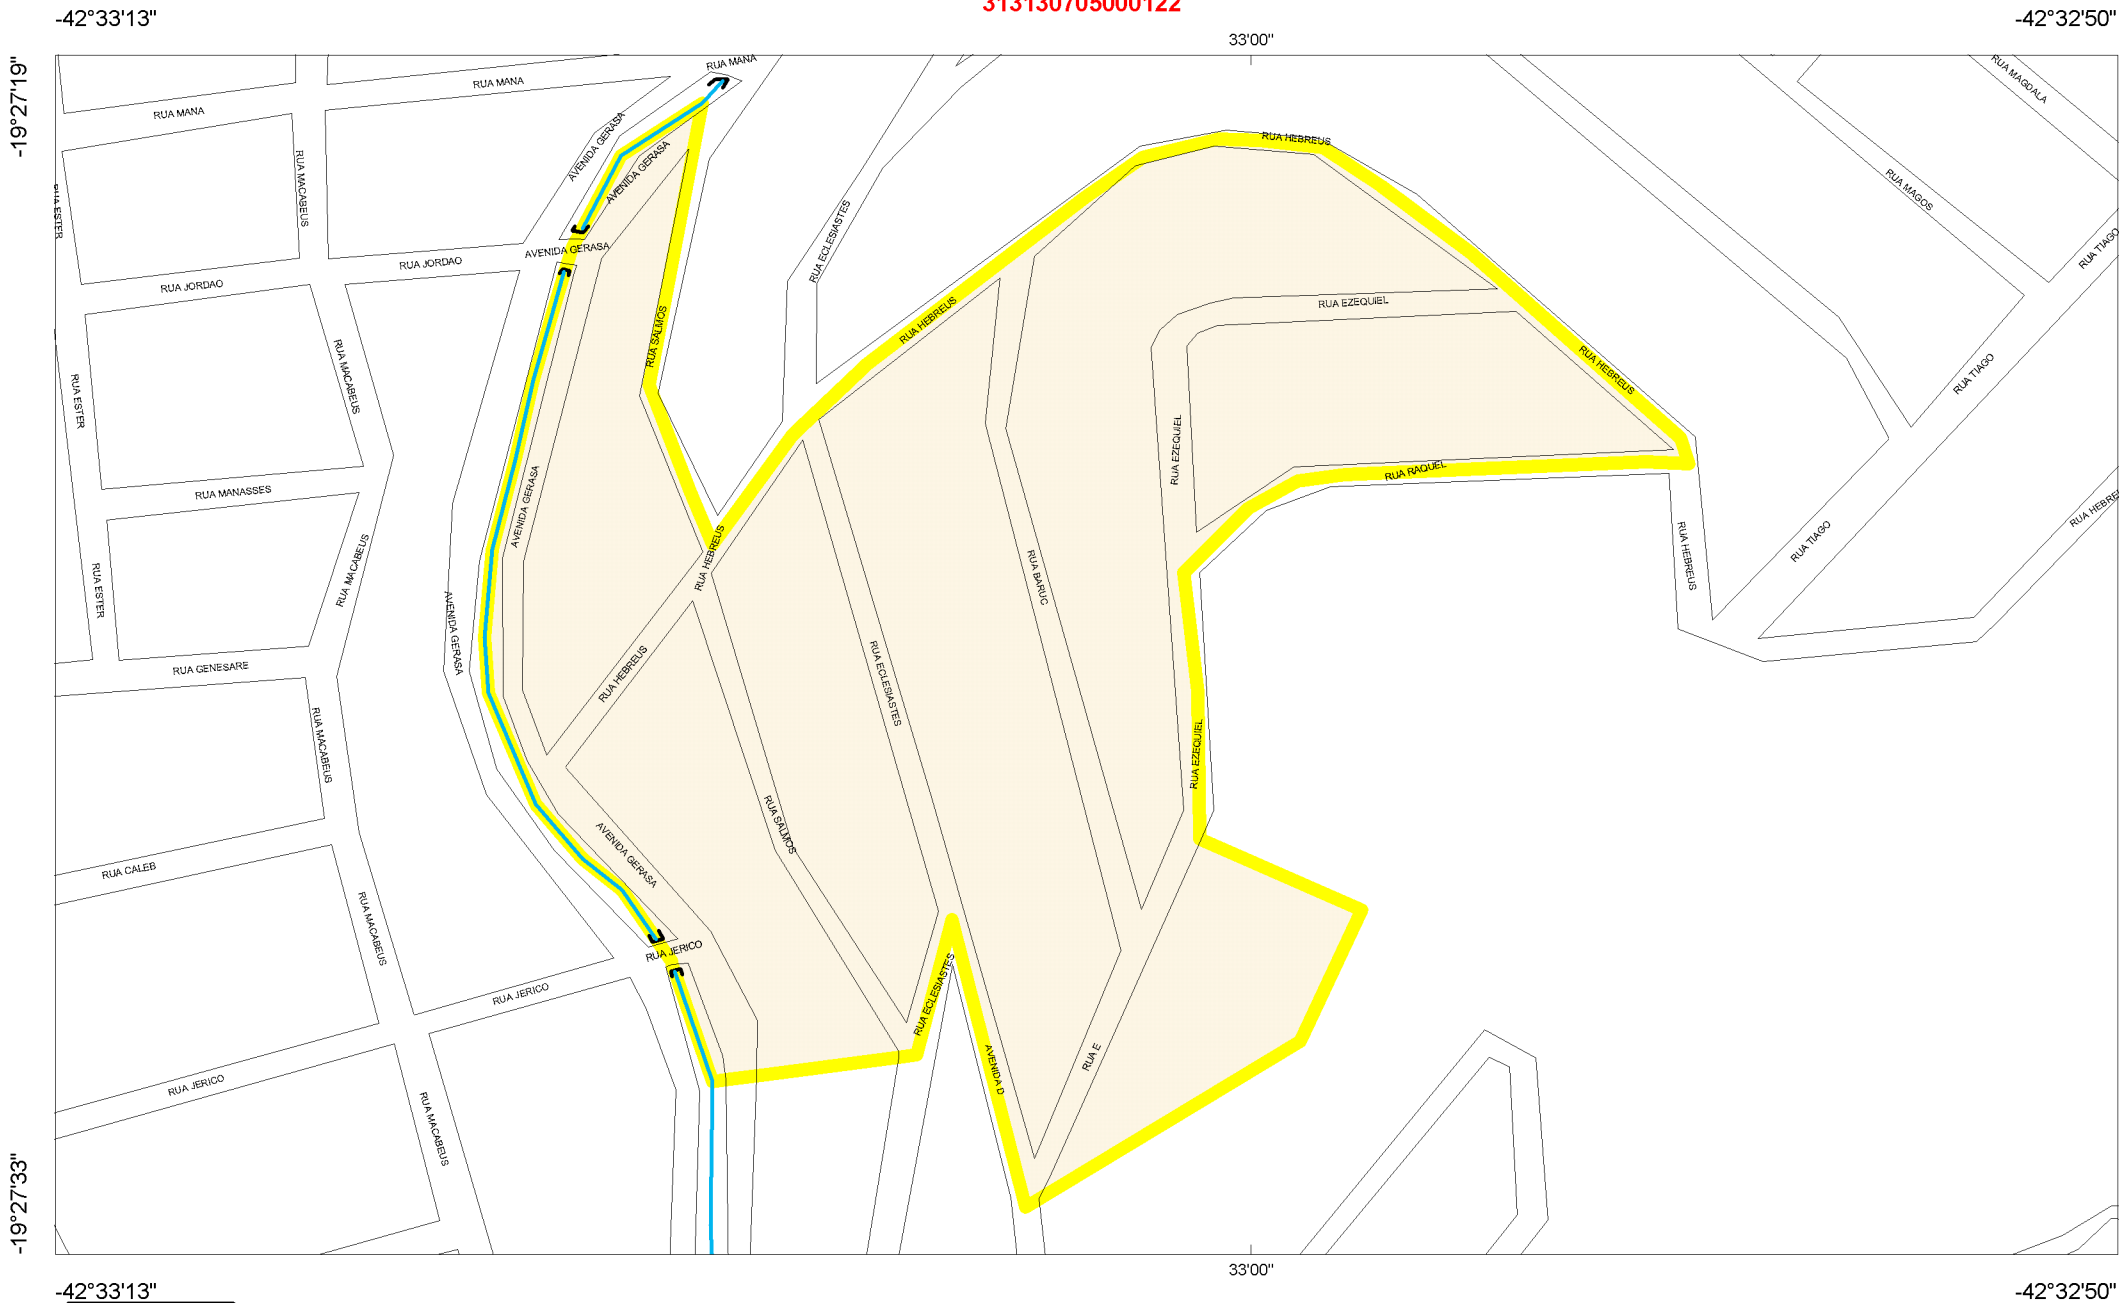 313130705000122
-42°33'13"
-42°32'50"
33'00"
-19°27'19"
RUA MANA
RUA MANA
RUA MANA
RUA MAGDALA
AVENIDA GERASA
AVENIDA GERASA
RUA HEBREUS
RUA MACABEUS
RUA ESTER
RUA MAGOS
RUA ECLESIASTES
RUA TIAGO
AVENIDA GERASA
RUA JORDAO
RUA JORDAO
RUA EZEQUIEL
RUA HEBREUS
RUA SALMOS
RUA MACABEUS
RUA HEBREUS
RUA TIAGO
RUA ESTER
RUA EZEQUIEL
RUA RAQUEL
RUA MANASSES
AVENIDA GERASA
RUA HEBRE
RUA TIAGO
RUA HEBREUS
RUA HEBREUS
RUA MACABEUS
RUA BARUC
RUA ESTER
AVENIDA GERASA
RUA GENESARE
RUA HEBREUS
RUA ECLESIASTES
RUA MACABEUS
RUA EZEQUIEL
RUA SALMOS
AVENIDA GERASA
RUA CALEB
RUA MACABEUS
RUA JERICO
RUA JERICO
RUA ECLESIASTES
RUA E
AVENIDA D
RUA JERICO
RUA MACABEUS
-19°27'33"
33'00"
-42°33'13"
-42°32'50"